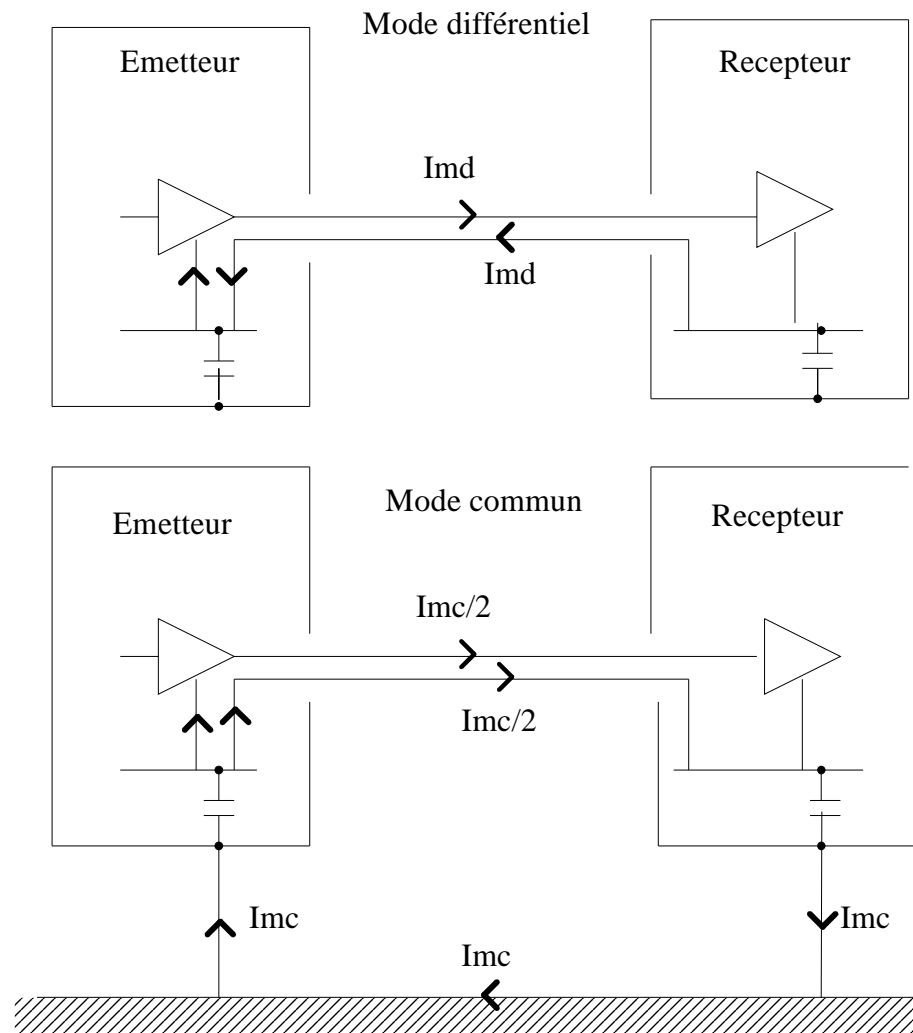 Mode différentiel
Emetteur
Recepteur
Imd
Imd
Mode commun
Emetteur
Recepteur
Imc/2
Imc/2
Imc
Imc
Imc